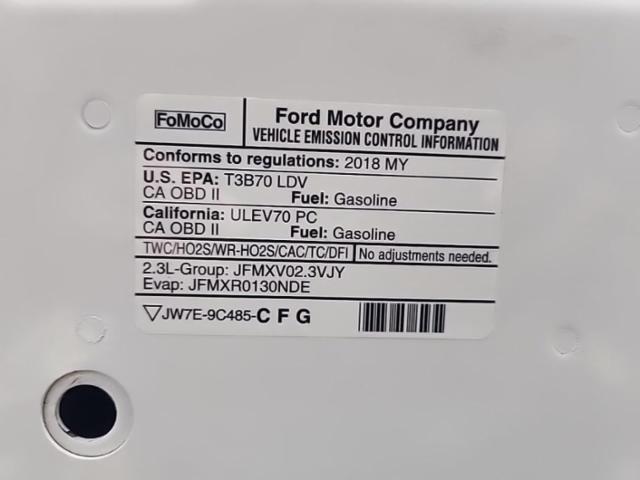 FoMoCo
Ford Motor Company
VEHICLE EMISSION CONTROL INFORMATION
Conforms to regulations: 2018 MY
U.S. EPA: T3B70 LDV
CA OBD II Fuel: Gasoline
California: ULEV70 PC
CA OBD II Fuel: Gasoline
TWC/HO2S/WR-HO2S/CAC/TC/DFI No adjustments needed.
2.3L-Group: JFMXV02.3VJY
Evap: JFMXR0130NDE
▽JW7E-9C485-C F G